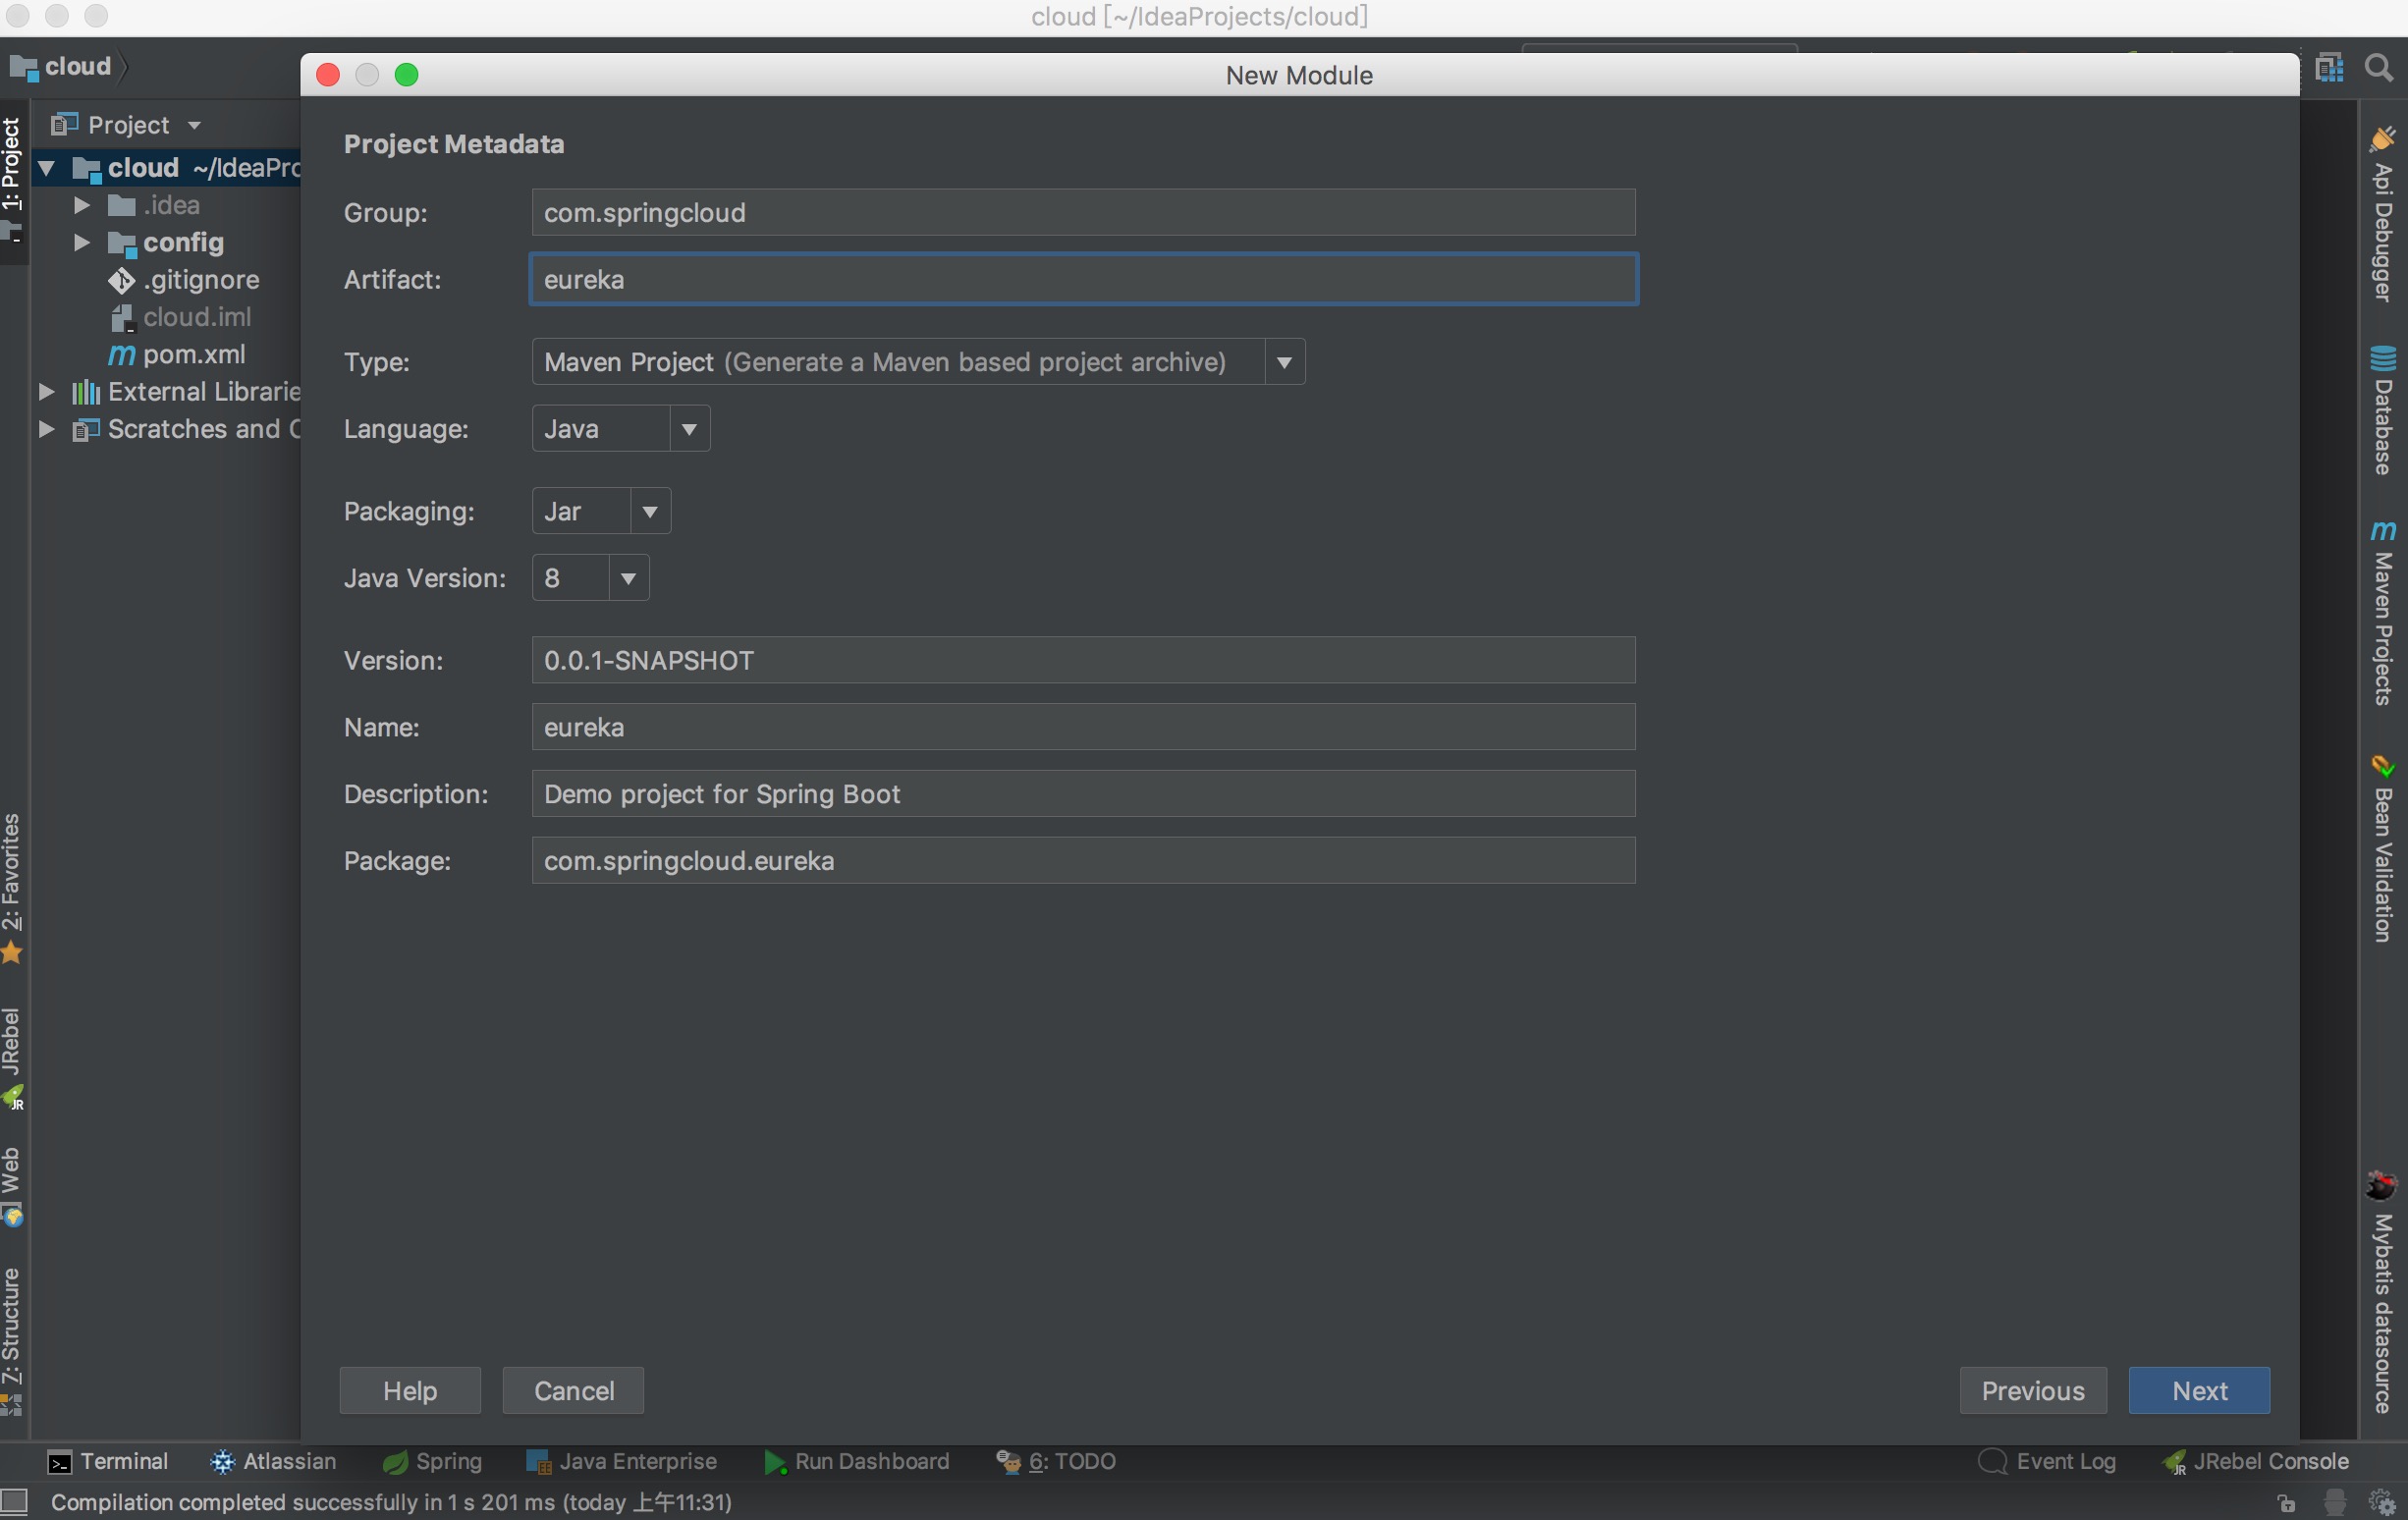 cloud [~/IdeaProjects/cloud]
cloud
New Module
Project
1: Project
cloud ~/IdeaPro
.idea
config
.gitignore
cloud.iml
m pom.xml
External Librarie
Scratches and C
2: Favorites
JRebel
JR
Web
7: Structure
Project Metadata
Group: com.springcloud
Artifact: eureka
Type: Maven Project (Generate a Maven based project archive)
Language: Java
Packaging: Jar
Java Version: 8
Version: 0.0.1-SNAPSHOT
Name: eureka
Description: Demo project for Spring Boot
Package: com.springcloud.eureka
Help Cancel Previous Next
Api Debugger
Database
m Maven Projects
Bean Validation
Mybatis datasource
Terminal Atlassian Spring Java Enterprise Run Dashboard 6: TODO Event Log JRebel Console
Compilation completed successfully in 1 s 201 ms (today 上午11:31)